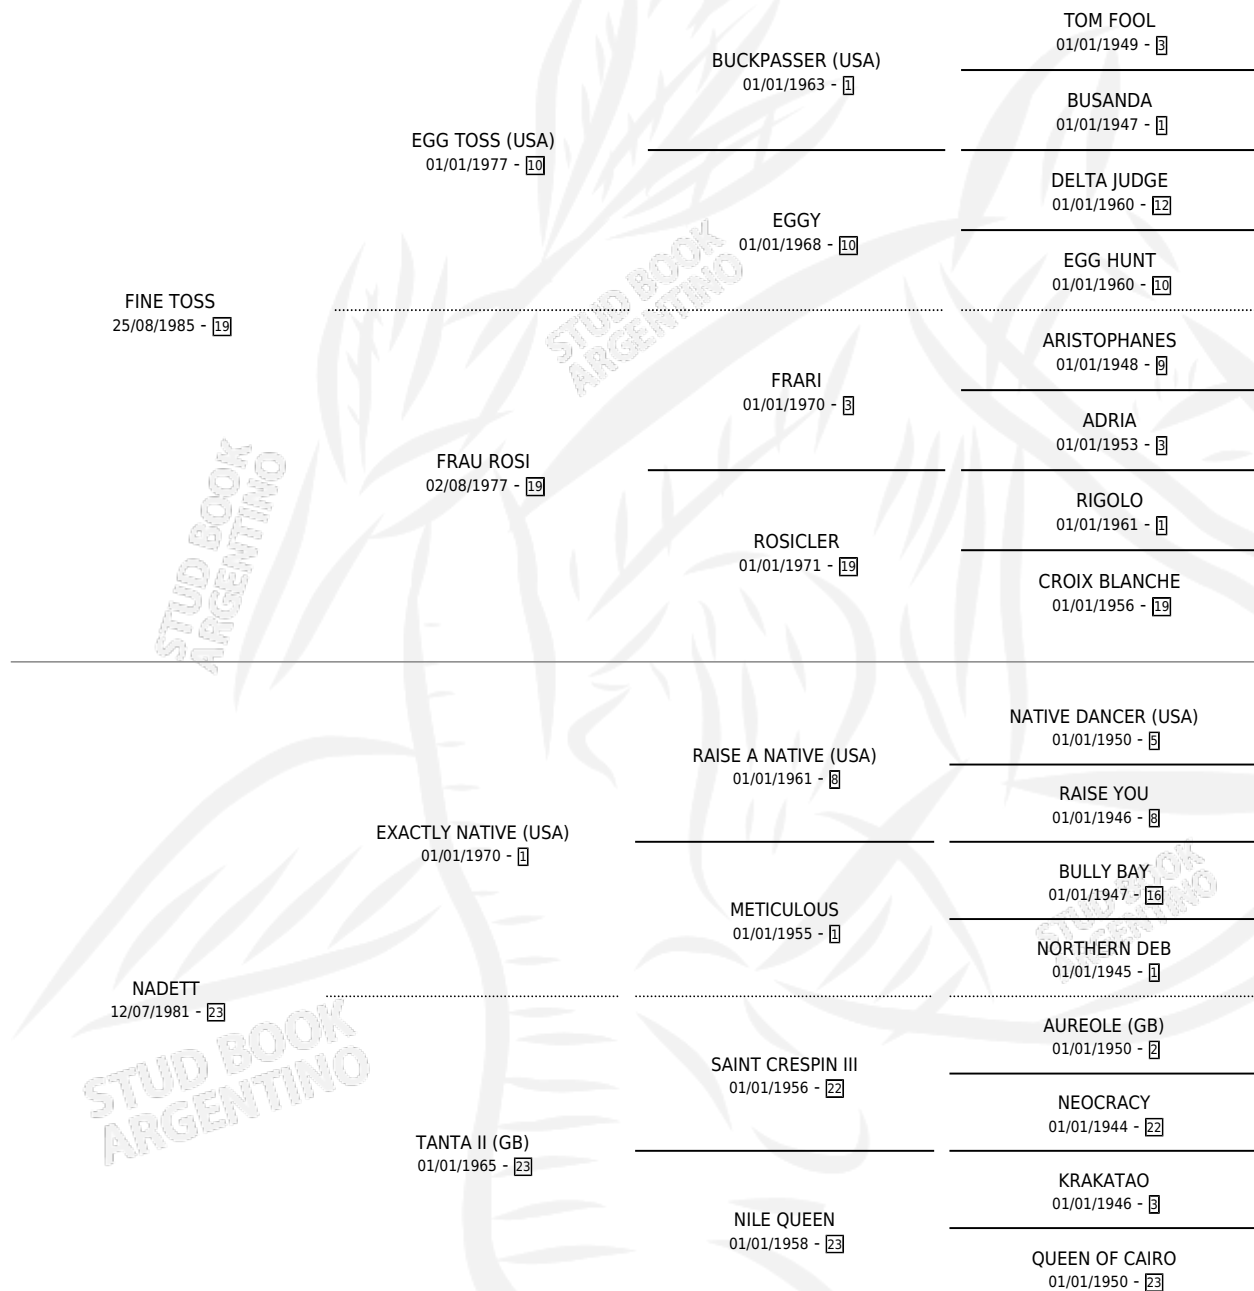 TOM FOOL
01/01/1949 - 3
BUCKPASSER (USA)
01/01/1963 - 1
BUSANDA
01/01/1947 - 1
EGG TOSS (USA)
01/01/1977 - 10
DELTA JUDGE
01/01/1960 - 12
EGGY
01/01/1968 - 10
EGG HUNT
01/01/1960 - 10
FINE TOSS
25/08/1985 - 19
STUD BOOK
ARGENTINO
ARISTOPHANES
01/01/1948 - 9
FRARI
01/01/1970 - 3
ADRIA
01/01/1953 - 3
FRAU ROSI
02/08/1977 - 19
RIGOLO
01/01/1961 - 1
ROSICLER
01/01/1971 - 19
CROIX BLANCHE
01/01/1956 - 19
STUD BOOK
ARGENTINO
NATIVE DANCER (USA)
01/01/1950 - 5
RAISE A NATIVE (USA)
01/01/1961 - 8
RAISE YOU
01/01/1946 - 8
EXACTLY NATIVE (USA)
01/01/1970 - 1
BULLY BAY
01/01/1947 - 16
METICULOUS
01/01/1955 - 1
STUD BOOK
ARGENTINO
NORTHERN DEB
01/01/1945 - 1
NADETT
12/07/1981 - 23
AUREOLE (GB)
01/01/1950 - 2
SAINT CRESPIN III
01/01/1956 - 22
STUD BOOK
ARGENTINO
NEOCRACY
01/01/1944 - 22
TANTA II (GB)
01/01/1965 - 23
KRAKATAO
01/01/1946 - 3
NILE QUEEN
01/01/1958 - 23
QUEEN OF CAIRO
01/01/1950 - 23